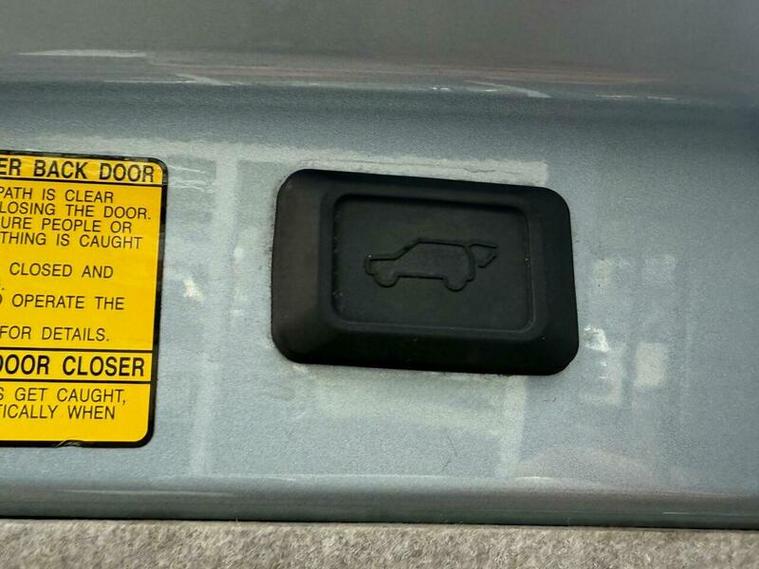 ER BACK DOOR
PATH IS CLEAR
LOSING THE DOOR.
URE PEOPLE OR
THING IS CAUGHT
CLOSED AND
O OPERATE THE
FOR DETAILS.
DOOR CLOSER
S GET CAUGHT,
TICALLY WHEN